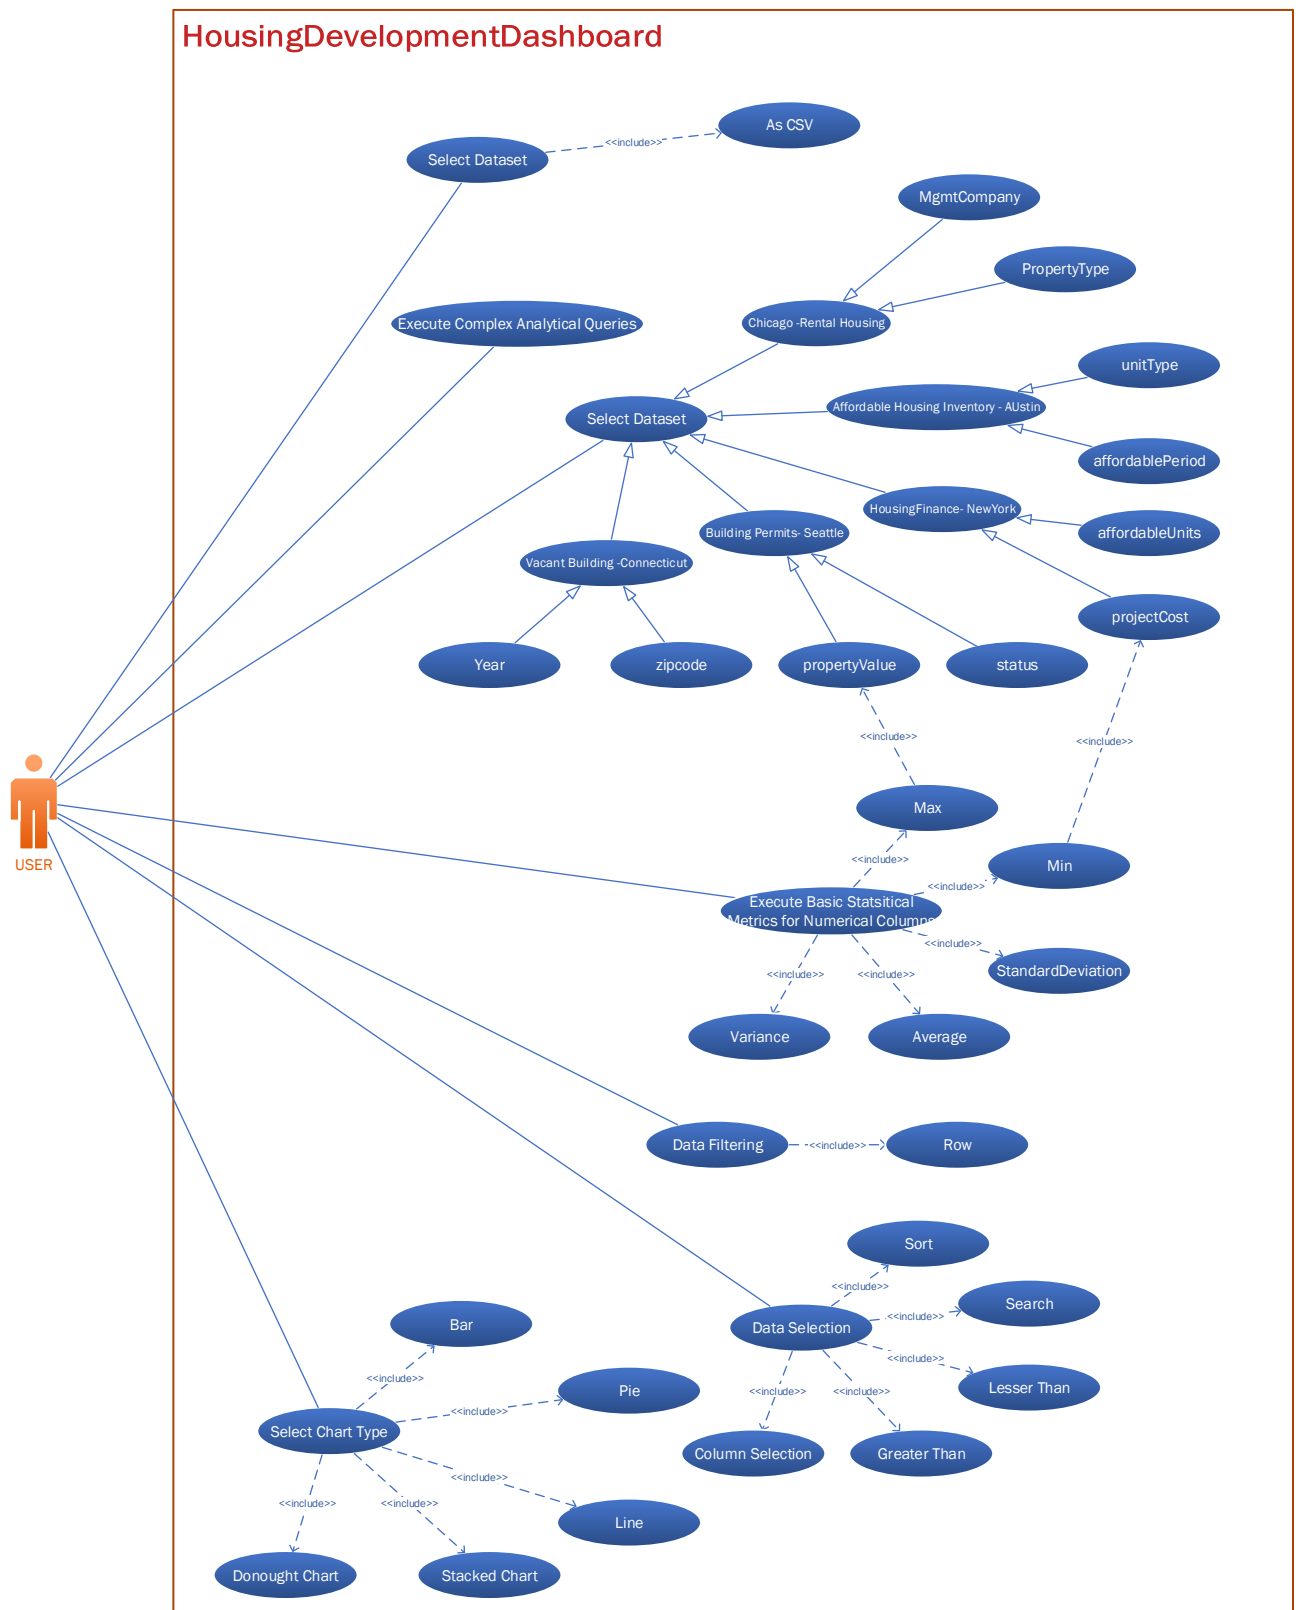 HousingDevelopmentDashboard
As CSV
<<include>>
Select Dataset
MgmtCompany
PropertyType
Execute Complex Analytical Queries
Chicago -Rental Housing
unitType
Affordable Housing Inventory - AUstin
Select Dataset
affordablePeriod
HousingFinance- NewYork
Building Permits- Seattle
affordableUnits
Vacant Building -Connecticut
projectCost
Year
zipcode
propertyValue
status
<<include>>
<<include>>
Max
USER
<<include>>
Min
<<include>>
Execute Basic Statsitical
Metrics for Numerical Columns
<<include>>
<<include>>
<<include>>
StandardDeviation
Variance
Average
Data Filtering
<<include>>
Row
Sort
<<include>>
Search
<<include>>
Bar
Data Selection
<<include>>
<<include>>
Lesser Than
Pie
<<include>>
<<include>>
<<include>>
Select Chart Type
Column Selection
Greater Than
<<include>>
<<include>>
<<include>>
Line
Donought Chart
Stacked Chart